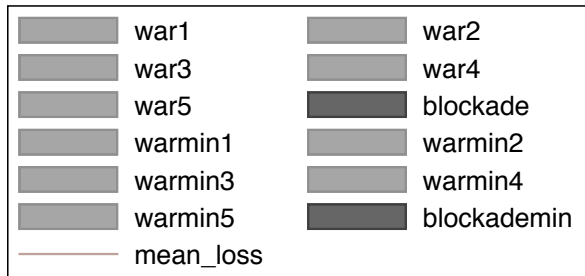 war1 war2
war3 war4
war5 blockade
warmin1 warmin2
warmin3 warmin4
warmin5 blockademin
mean_loss